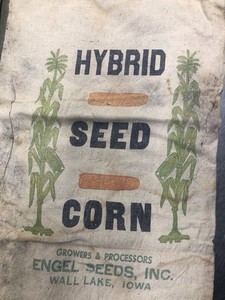 HYBRID
SEED
CORN
GROWERS & PROCESSORS
ENGEL SEEDS, INC.
WALL LAKE, IOWA